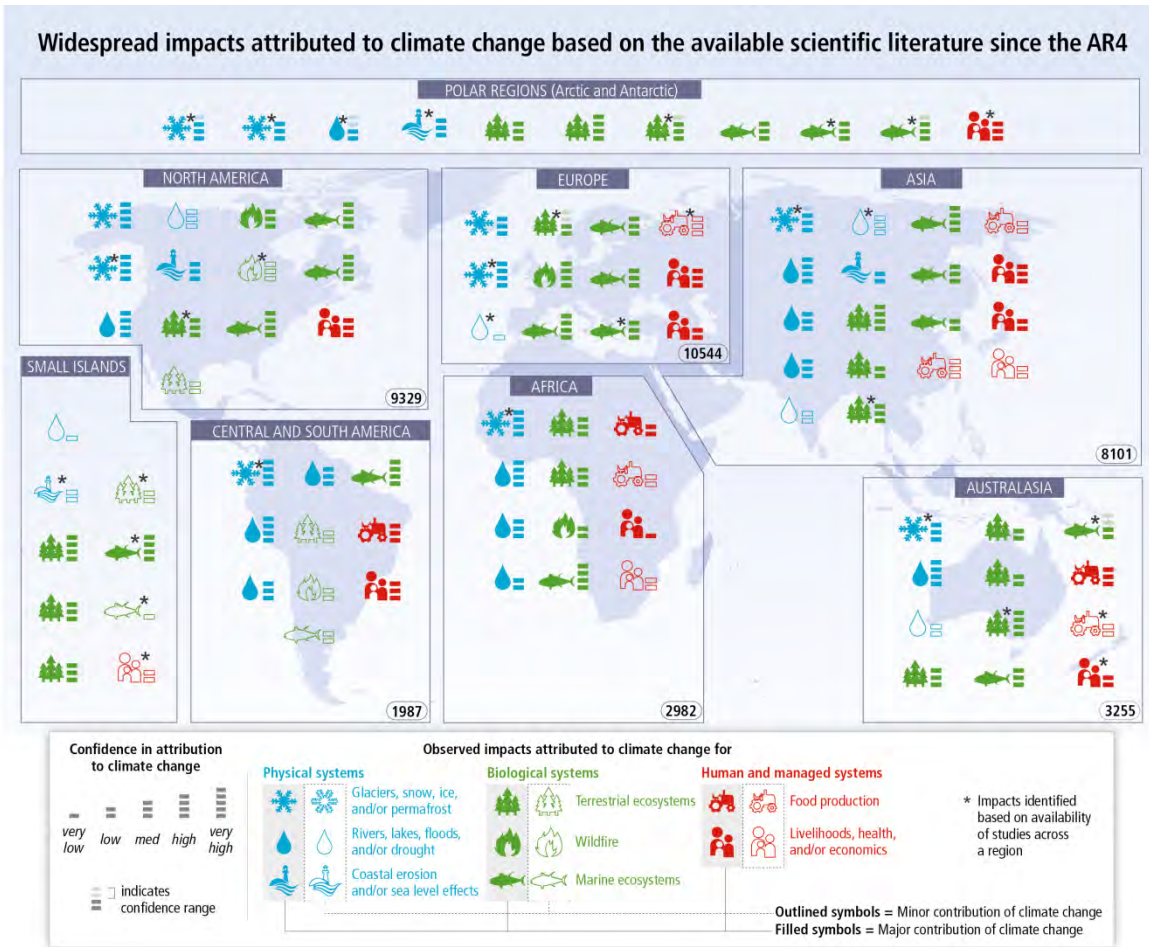 Widespread impacts attributed to climate change based on the available scientific literature since the AR4
POLAR REGIONS (Arctic and Antarctic)
NORTH AMERICA
EUROPE
ASIA
10544
SMALL ISLANDS
AFRICA
9329
CENTRAL AND SOUTH AMERICA
8101
AUSTRALASIA
1987
2982
3255
Confidence in attribution
to climate change
very
low
low
med
high
very
high
indicates
confidence range
Observed impacts attributed to climate change for
Physical systems
Glaciers, snow, ice,
and/or permafrost
Rivers, lakes, floods,
and/or drought
Coastal erosion
and/or sea level effects
Biological systems
Terrestrial ecosystems
Wildfire
Marine ecosystems
Human and managed systems
Food production
Livelihoods, health,
and/or economics
* Impacts identified
based on availability
of studies across
a region
Outlined symbols = Minor contribution of climate change
Filled symbols = Major contribution of climate change